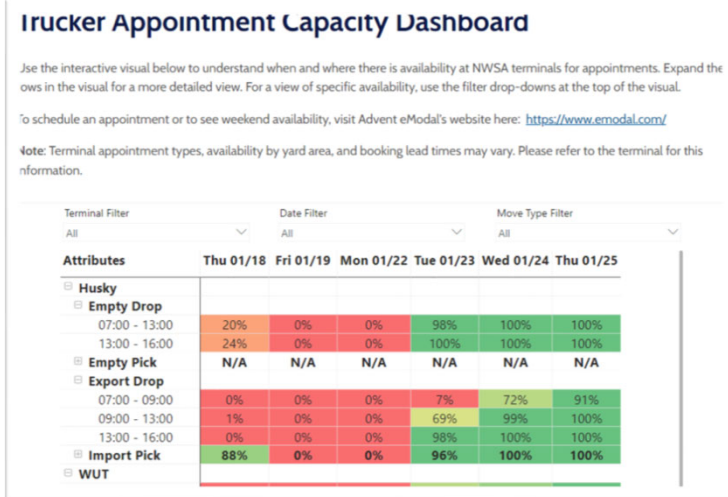 Trucker Appointment Capacity Dashboard
Use the interactive visual below to understand when and where there is availability at NWSA terminals for appointments. Expand the
ows in the visual for a more detailed view. For a view of specific availability, use the filter drop-downs at the top of the visual.
To schedule an appointment or to see weekend availability, visit Advent eModal's website here: https://www.emodal.com/
Note: Terminal appointment types, availability by yard area, and booking lead times may vary. Please refer to the terminal for this
nformation.
Terminal Filter Date Filter Move Type Filter
All All All
Attributes Thu 01/18 Fri 01/19 Mon 01/22 Tue 01/23 Wed 01/24 Thu 01/25
Husky
Empty Drop
07:00 - 13:00 20% 0% 0% 98% 100% 100%
13:00 - 16:00 24% 0% 0% 100% 100% 100%
Empty Pick N/A N/A N/A N/A N/A N/A
Export Drop
07:00 - 09:00 0% 0% 0% 7% 72% 91%
09:00 - 13:00 1% 0% 0% 69% 99% 100%
13:00 - 16:00 0% 0% 0% 98% 100% 100%
Import Pick 88% 0% 0% 96% 100% 100%
WUT